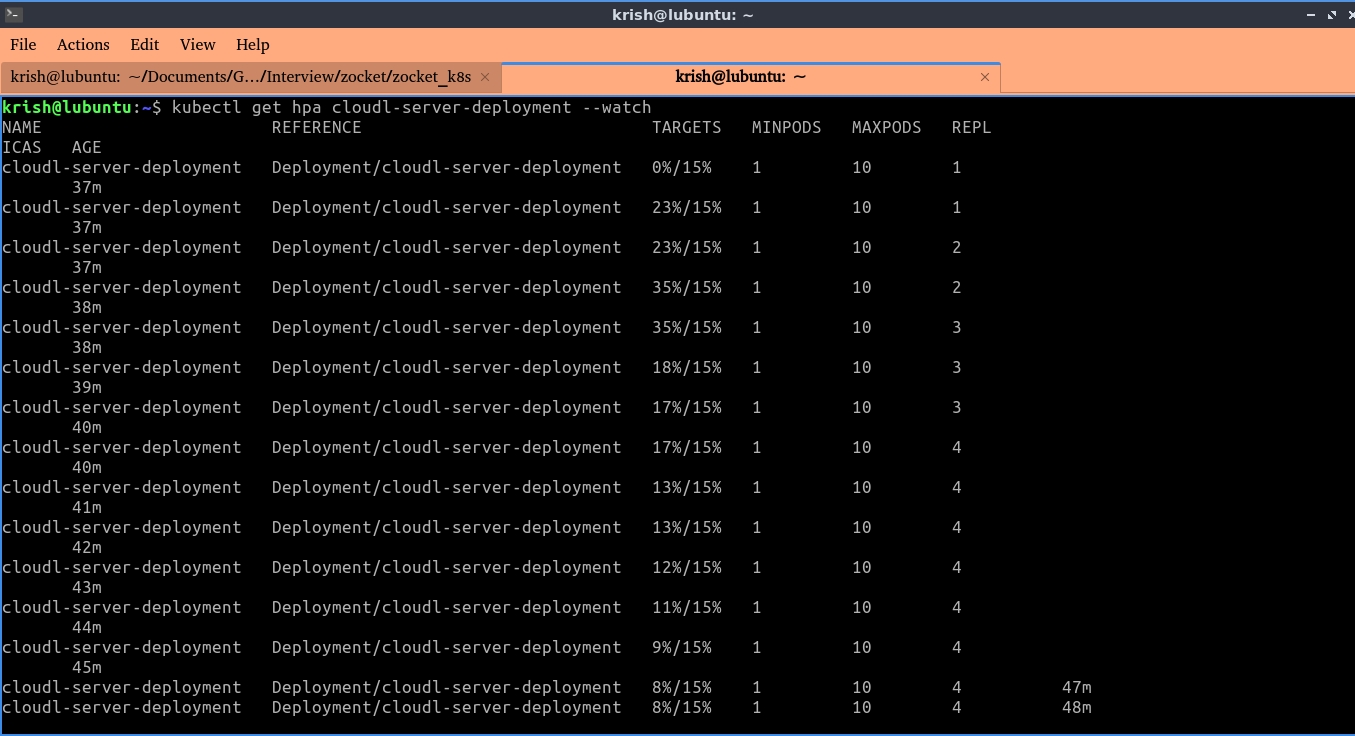 krish@lubuntu: ~
File Actions Edit View Help
krish@lubuntu: ~/Documents/G.../Interview/zocket/zocket_k8s ×
krish@lubuntu: ~ ×
krish@lubuntu:~$ kubectl get hpa cloudl-server-deployment --watch
NAME REFERENCE TARGETS MINPODS MAXPODS REPL
ICAS AGE
cloudl-server-deployment Deployment/cloudl-server-deployment 0%/15% 1 10 1
37m
cloudl-server-deployment Deployment/cloudl-server-deployment 23%/15% 1 10 1
37m
cloudl-server-deployment Deployment/cloudl-server-deployment 23%/15% 1 10 2
37m
cloudl-server-deployment Deployment/cloudl-server-deployment 35%/15% 1 10 2
38m
cloudl-server-deployment Deployment/cloudl-server-deployment 35%/15% 1 10 3
38m
cloudl-server-deployment Deployment/cloudl-server-deployment 18%/15% 1 10 3
39m
cloudl-server-deployment Deployment/cloudl-server-deployment 17%/15% 1 10 3
40m
cloudl-server-deployment Deployment/cloudl-server-deployment 17%/15% 1 10 4
40m
cloudl-server-deployment Deployment/cloudl-server-deployment 13%/15% 1 10 4
41m
cloudl-server-deployment Deployment/cloudl-server-deployment 13%/15% 1 10 4
42m
cloudl-server-deployment Deployment/cloudl-server-deployment 12%/15% 1 10 4
43m
cloudl-server-deployment Deployment/cloudl-server-deployment 11%/15% 1 10 4
44m
cloudl-server-deployment Deployment/cloudl-server-deployment 9%/15% 1 10 4
45m
cloudl-server-deployment Deployment/cloudl-server-deployment 8%/15% 1 10 4 47m
cloudl-server-deployment Deployment/cloudl-server-deployment 8%/15% 1 10 4 48m